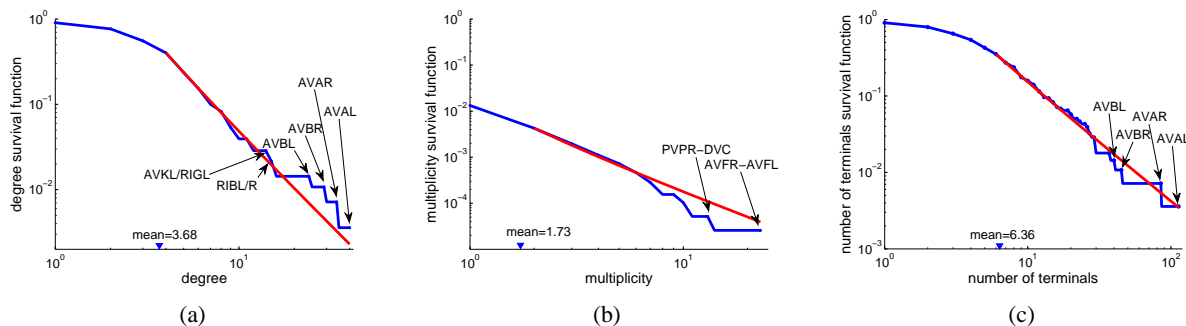 10^0
10^-1
10^-2
10^0
10^1
degree survival function
degree
AVAR
AVAL
AVBR
AVBL
AVKL/RIGL
RIBL/R
mean=3.68
(a)
10^0
10^-1
10^-2
10^-3
10^-4
10^0
10^1
multiplicity survival function
multiplicity
PVPR−DVC
AVFR−AVFL
mean=1.73
(b)
10^0
10^-1
10^-2
10^-3
10^0
10^1
10^2
number of terminals survival function
number of terminals
AVBL
AVAR
AVBR
AVAL
mean=6.36
(c)